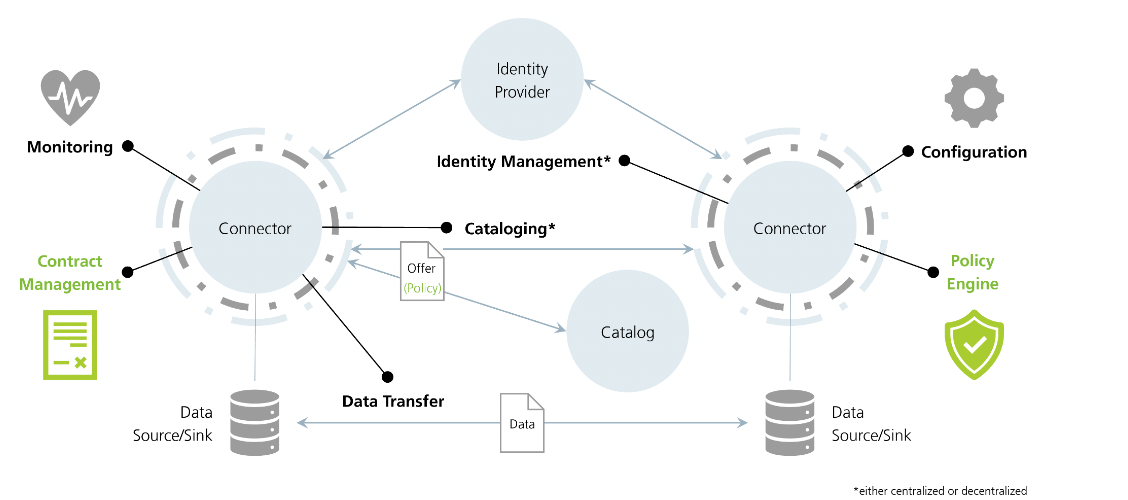 Identity
Provider
Monitoring
Identity Management*
Configuration
Connector
Cataloging*
Connector
Contract
Management
Offer
(Policy)
Policy
Engine
Catalog
Data Transfer
Data
Source/Sink
Data
Data
Source/Sink
*either centralized or decentralized